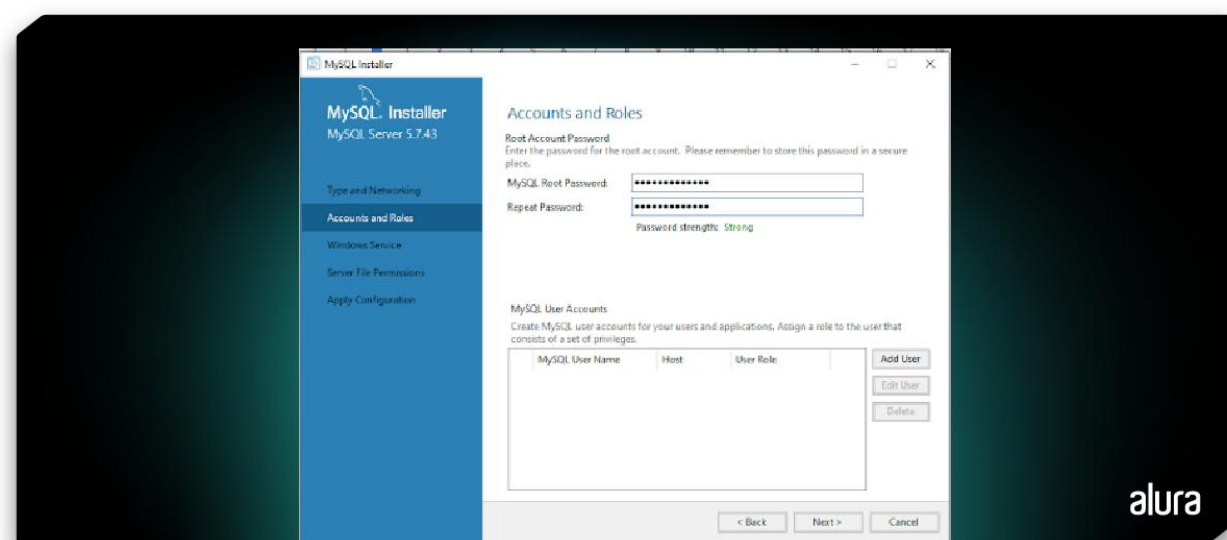 MySQL Installer
MySQL. Installer
MySQL Server 5.7.43
Type and Networking
Accounts and Roles
Windows Service
Server File Permissions
Apply Configuration
Accounts and Roles
Root Account Password
Enter the password for the root account. Please remember to store this password in a secure
place.
MySQL Root Password:
Repeat Password:
Password strength: Strong
MySQL User Accounts
Create MySQL user accounts for your users and applications. Assign a role to the user that
consists of a set of privileges.
MySQL User Name Host User Role
Add User
Edit User
Delete
< Back Next > Cancel
alura